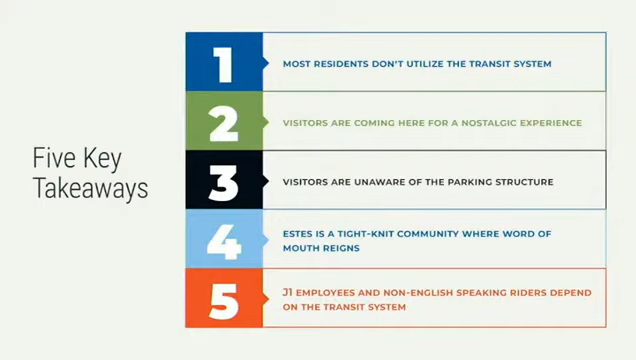 Five Key
Takeaways
1
MOST RESIDENTS DON'T UTILIZE THE TRANSIT SYSTEM
2
VISITORS ARE COMING HERE FOR A NOSTALGIC EXPERIENCE
3
VISITORS ARE UNAWARE OF THE PARKING STRUCTURE
4
ESTES IS A TIGHT-KNIT COMMUNITY WHERE WORD OF
MOUTH REIGNS
5
J1 EMPLOYEES AND NON-ENGLISH SPEAKING RIDERS DEPEND
ON THE TRANSIT SYSTEM